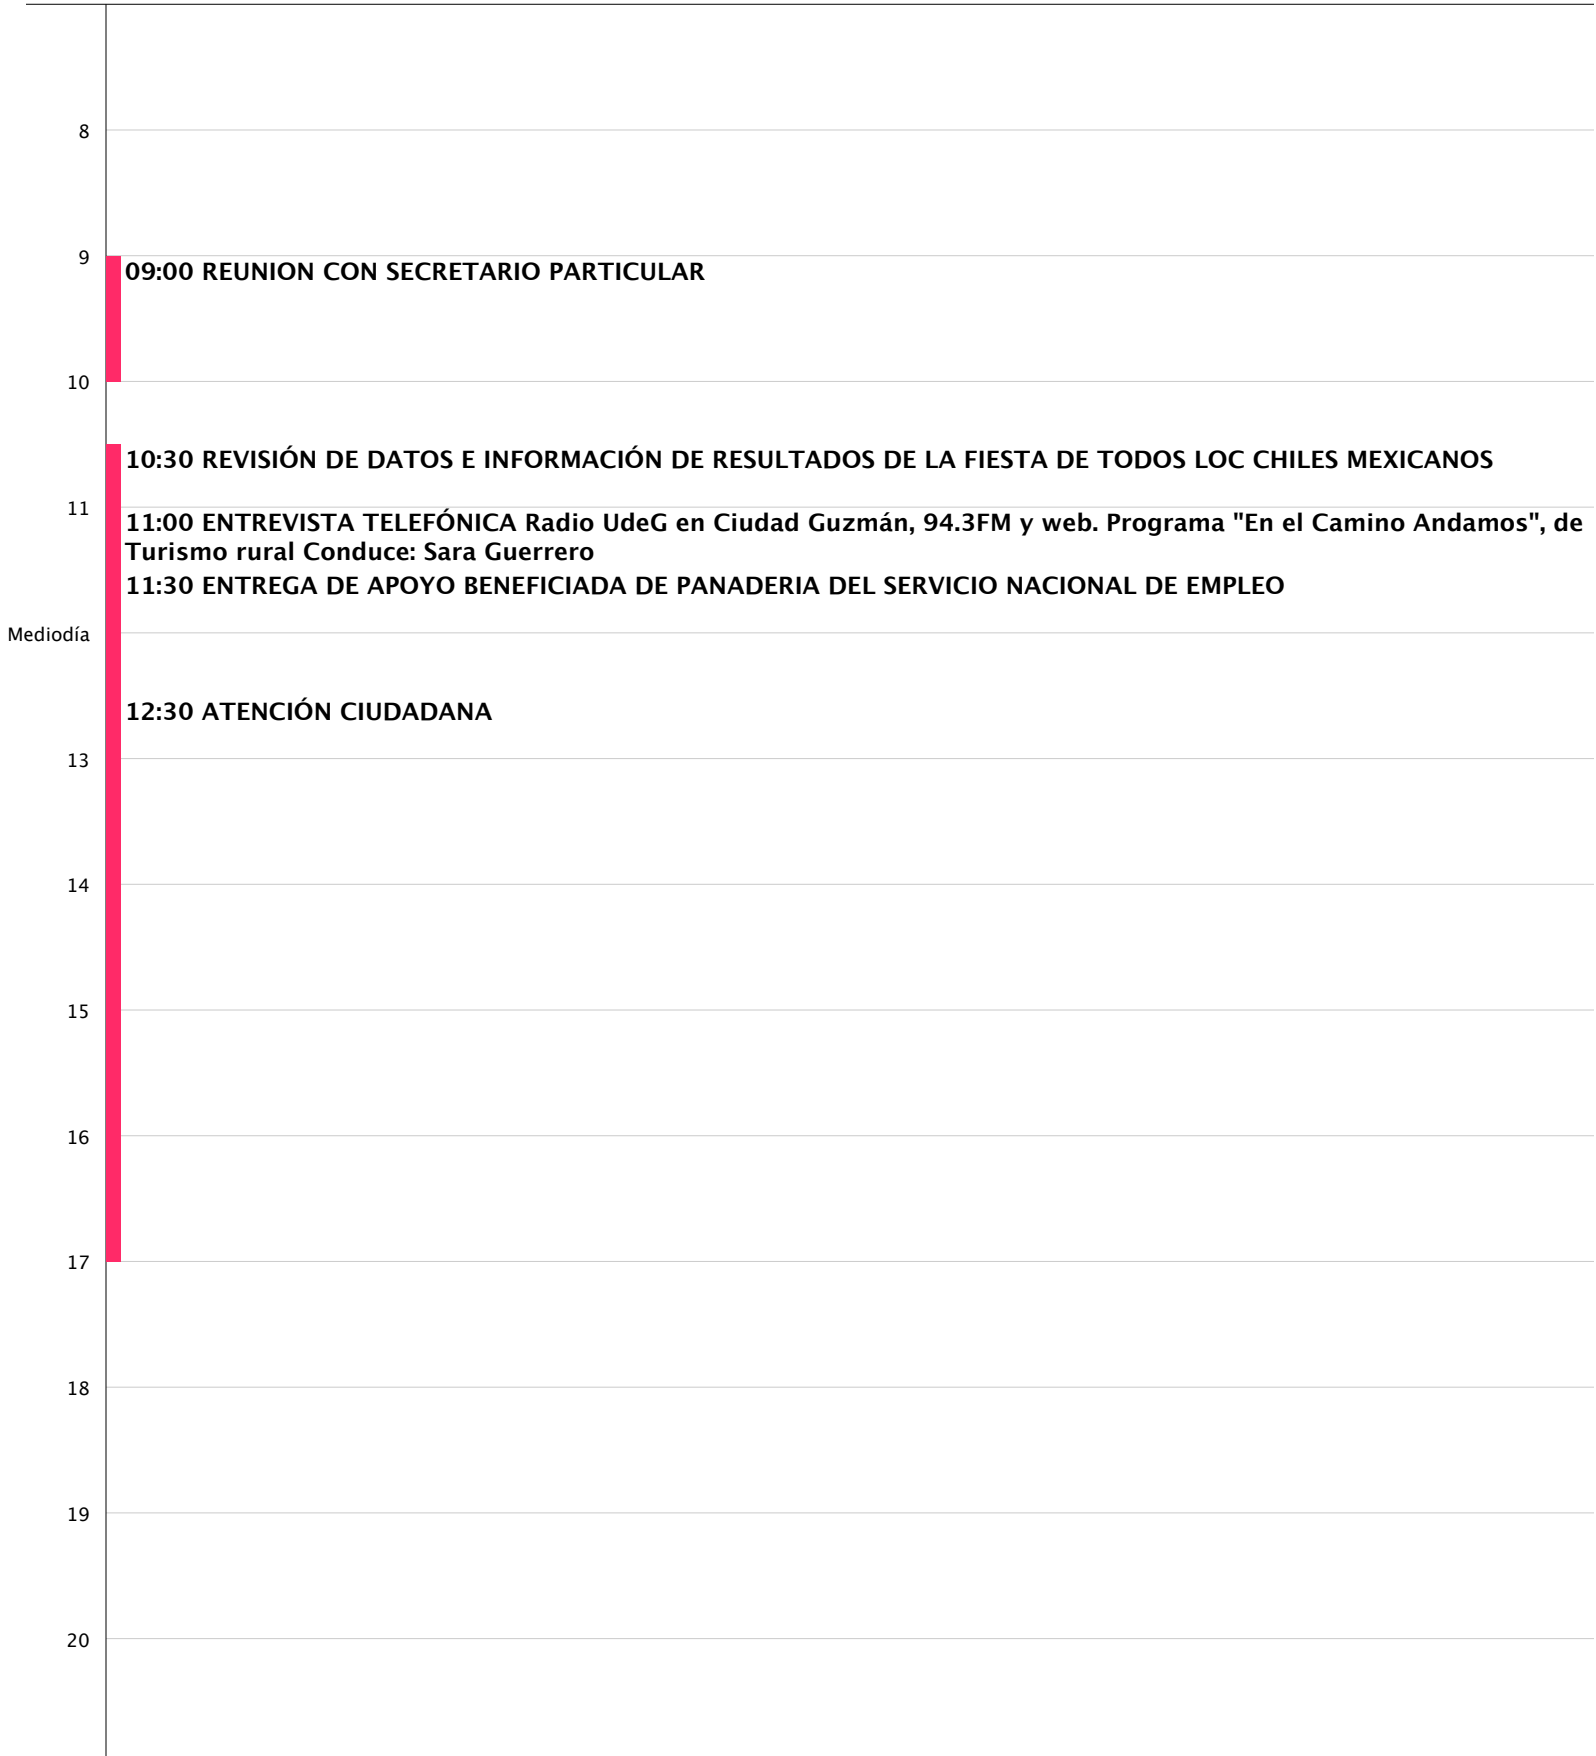 8
9
09:00 REUNION CON SECRETARIO PARTICULAR
10
10:30 REVISIÓN DE DATOS E INFORMACIÓN DE RESULTADOS DE LA FIESTA DE TODOS LOC CHILES MEXICANOS
11
11:00 ENTREVISTA TELEFÓNICA Radio UdeG en Ciudad Guzmán, 94.3FM y web. Programa "En el Camino Andamos", de
Turismo rural Conduce: Sara Guerrero
11:30 ENTREGA DE APOYO BENEFICIADA DE PANADERIA DEL SERVICIO NACIONAL DE EMPLEO
Mediodía
12:30 ATENCIÓN CIUDADANA
13
14
15
16
17
18
19
20